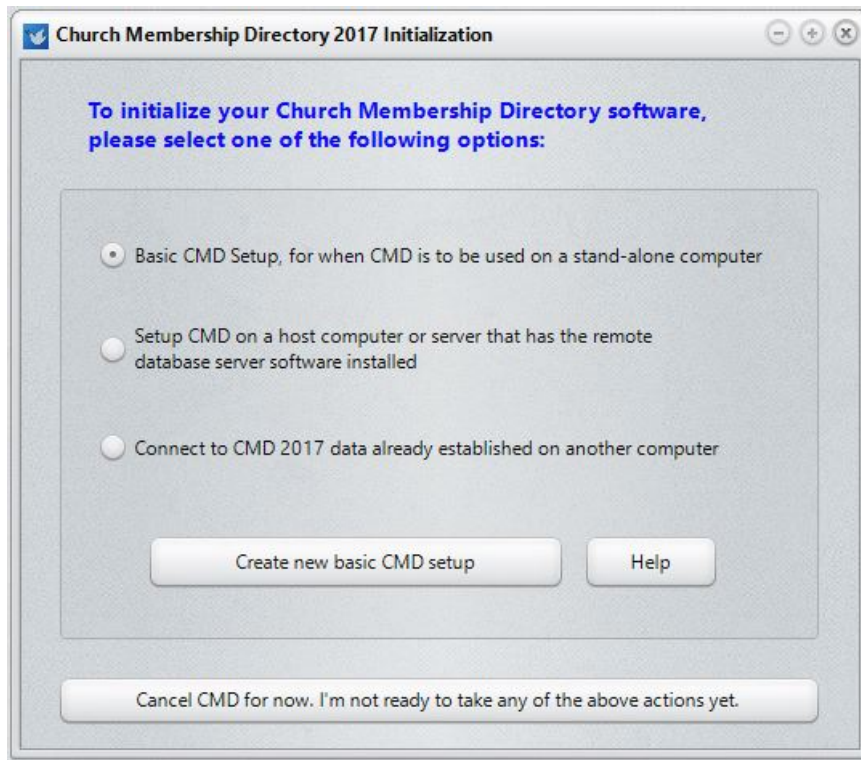 Church Membership Directory 2017 Initialization
To initialize your Church Membership Directory software,
please select one of the following options:
Basic CMD Setup, for when CMD is to be used on a stand-alone computer
Setup CMD on a host computer or server that has the remote
database server software installed
Connect to CMD 2017 data already established on another computer
Create new basic CMD setup
Help
Cancel CMD for now. I'm not ready to take any of the above actions yet.